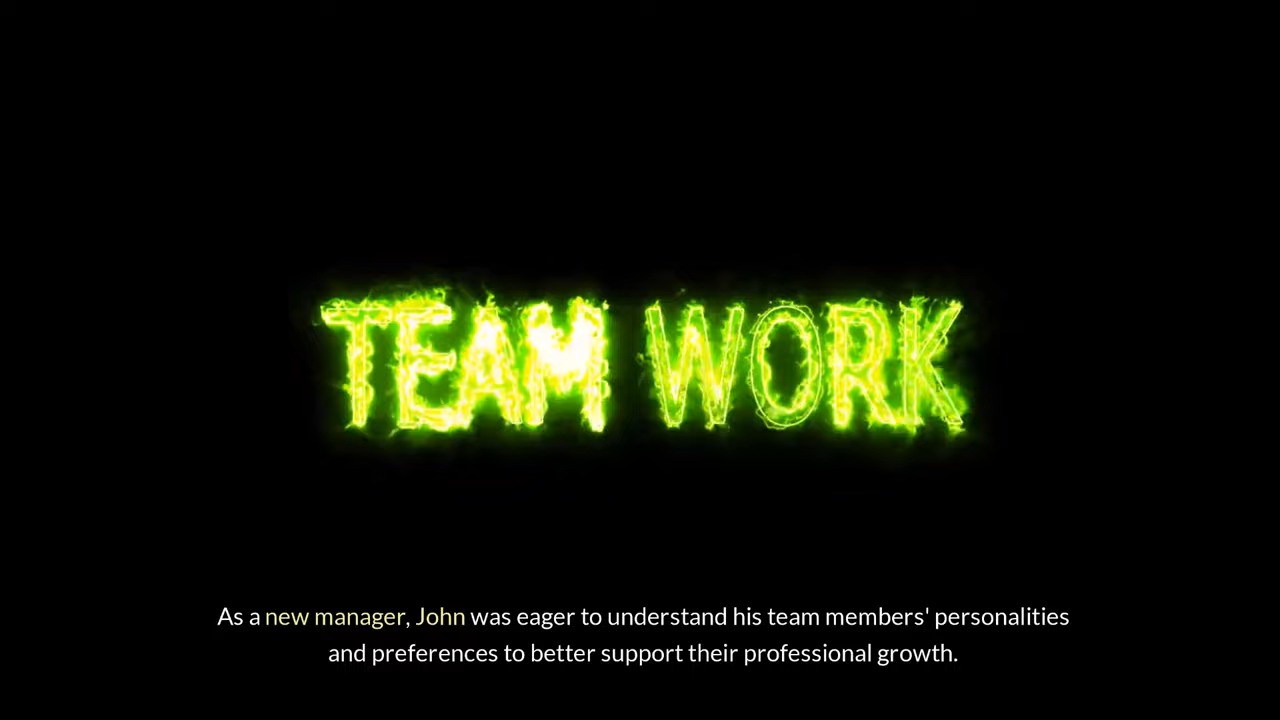 TEAM WORK
As a new manager, John was eager to understand his team members' personalities
and preferences to better support their professional growth.